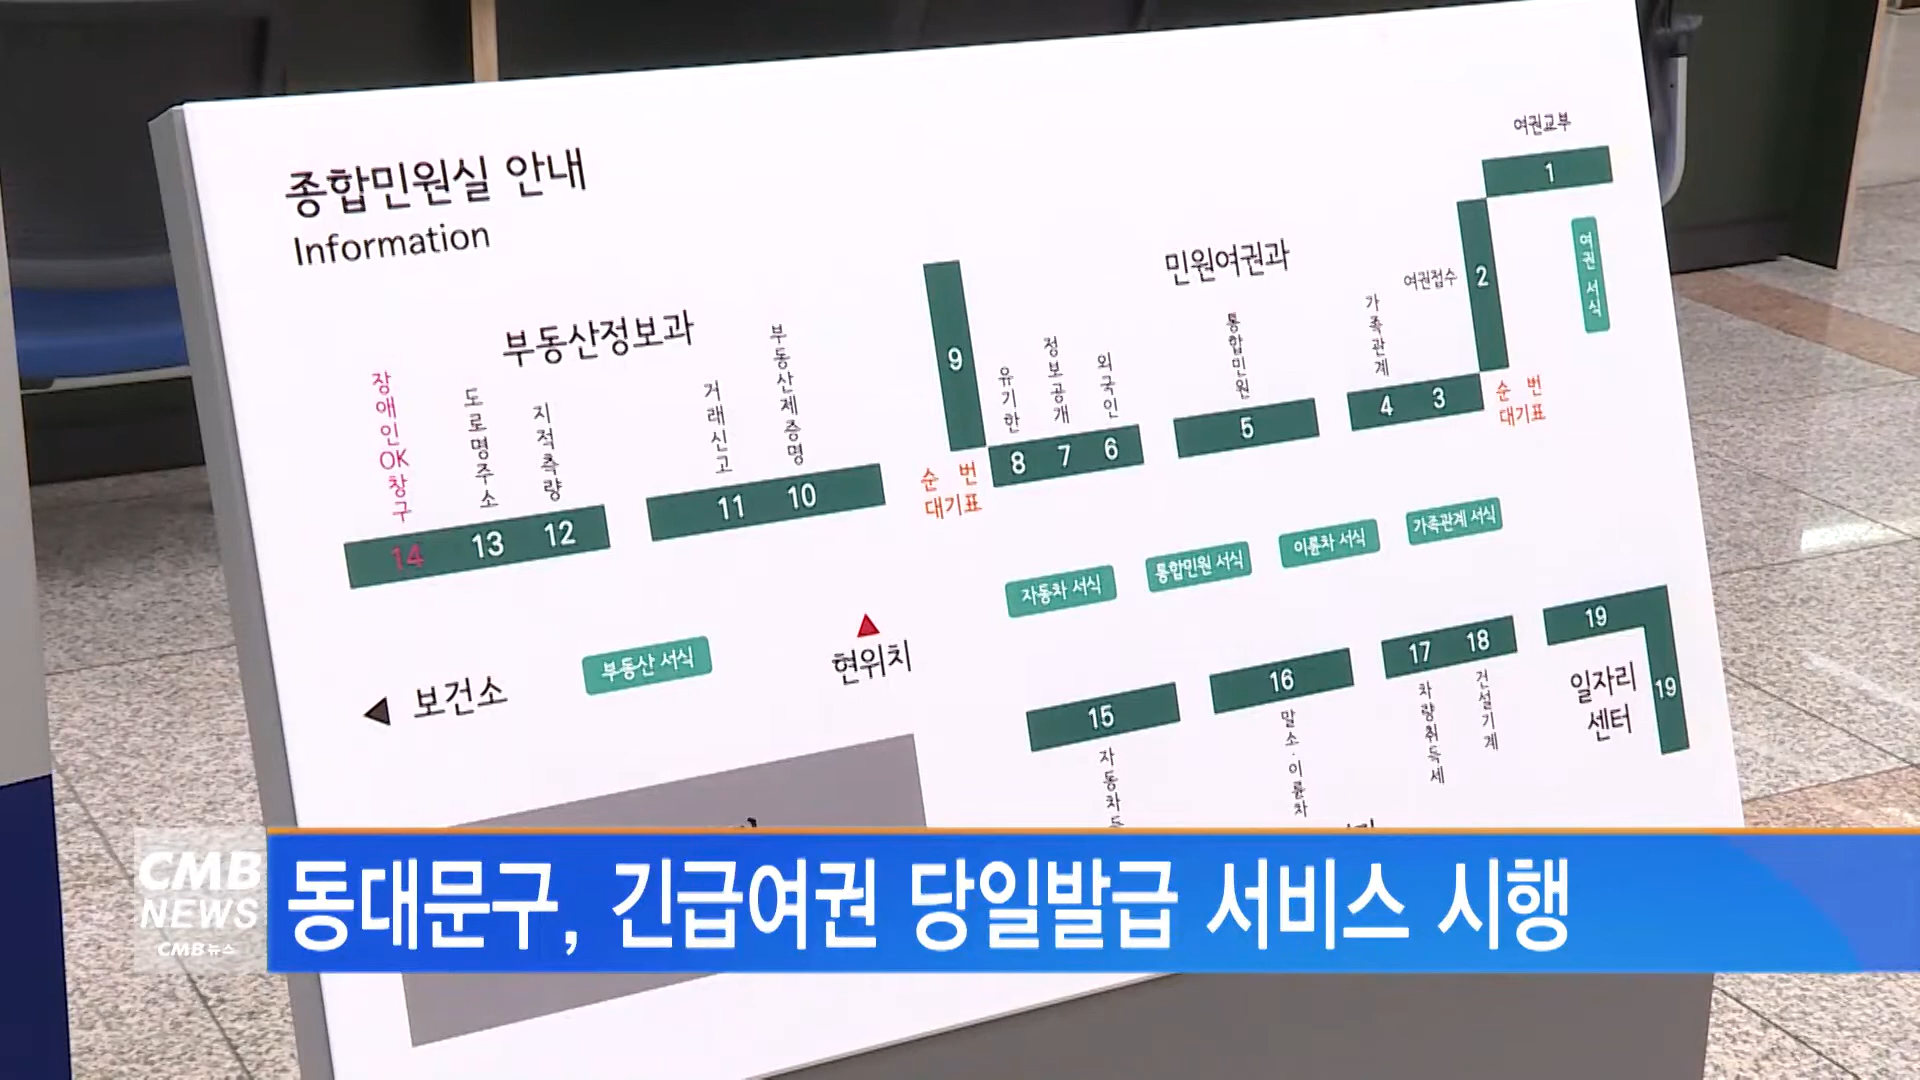 종합민원실 안내
Information
여권교부
1
여권 서식
민원여권과
여권접수
2
순 번
대기표
부동산정보과
장애인OK창구
도로명주소
지적측량
거래신고
부동산제증명
9
유기한
정보공개
외국인
통합민원
가족관계
14
13
12
11
10
순 번
대기표
8
7
6
5
4
3
자동차 서식
통합민원 서식
이륜차 서식
가족관계 서식
현위치
부동산 서식
보건소
15
16
17
18
19
19
말소·이륜차
차량취득세
건설기계
일자리
센터
CMB
NEWS
CMB뉴스
동대문구, 긴급여권 당일발급 서비스 시행